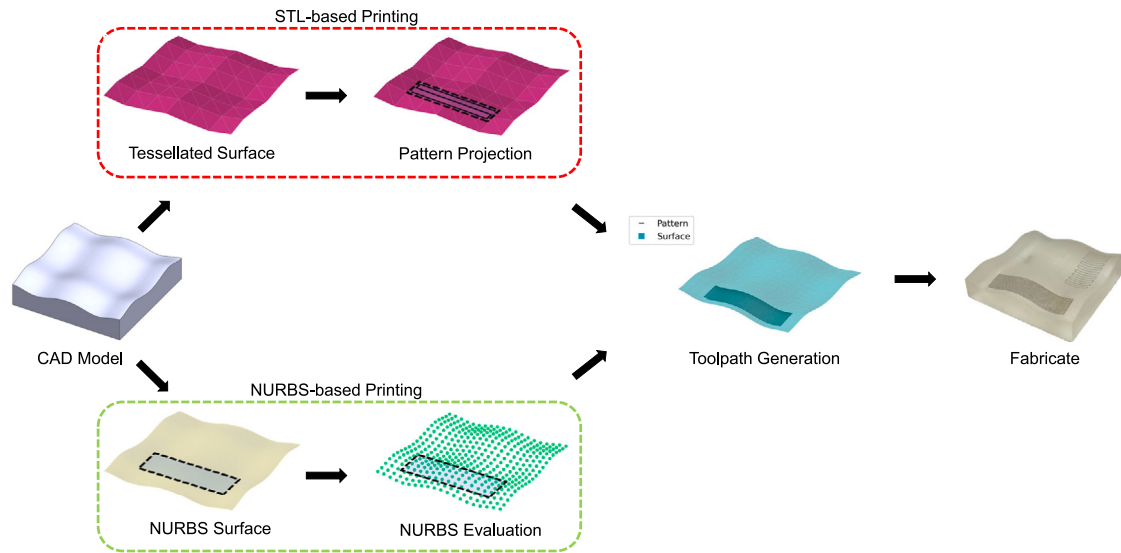 STL-based Printing
Tessellated Surface
Pattern Projection
Pattern
Surface
CAD Model
Toolpath Generation
Fabricate
NURBS-based Printing
NURBS Surface
NURBS Evaluation